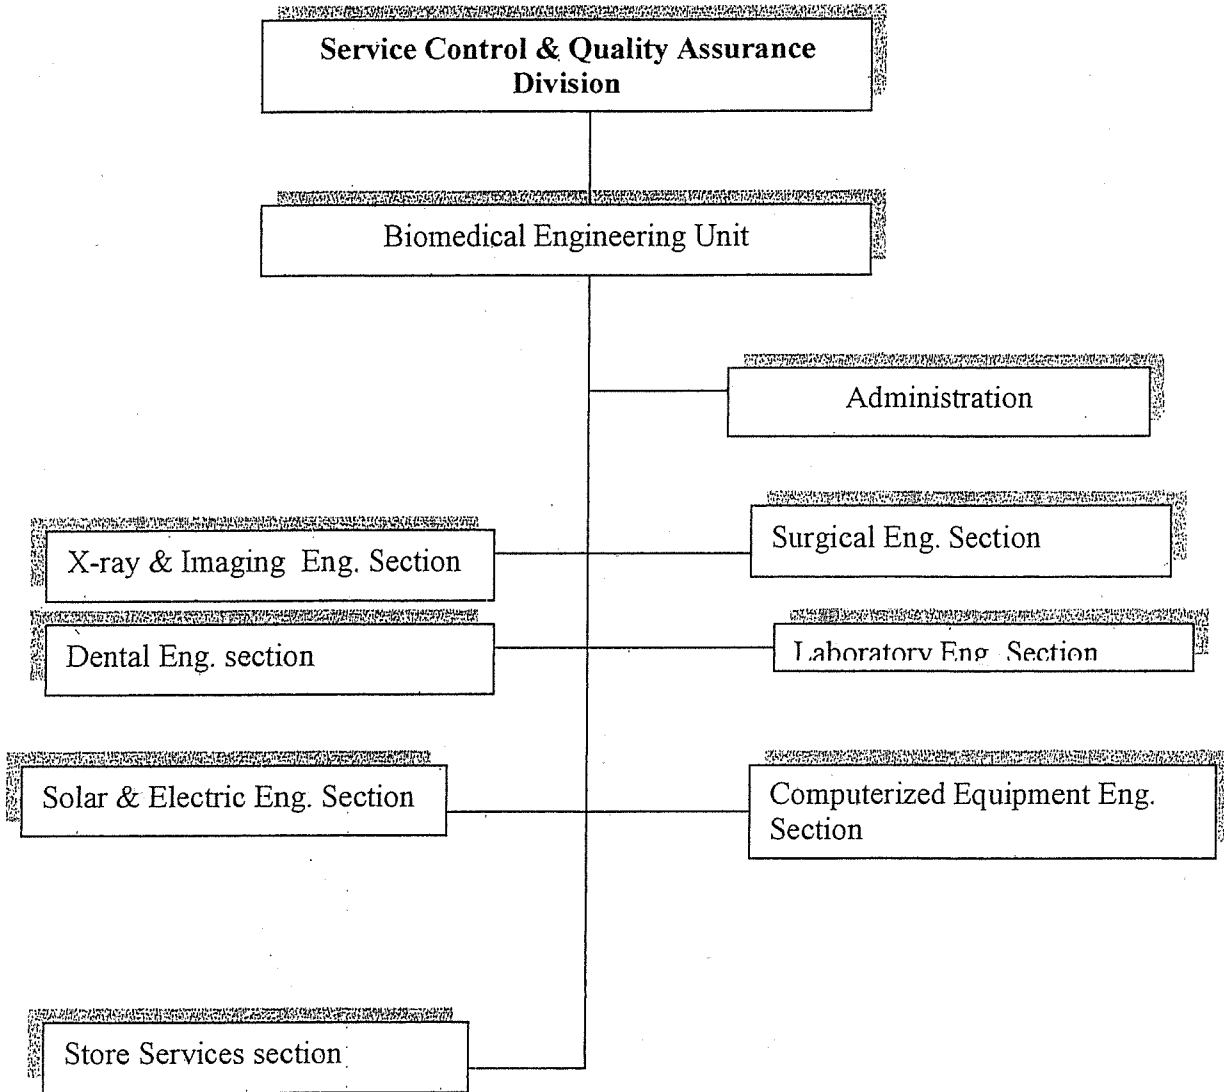 Service Control & Quality Assurance
Division
Biomedical Engineering Unit
Administration
X-ray & Imaging Eng. Section
Surgical Eng. Section
Dental Eng. section
Laboratory Eng. Section
Solar & Electric Eng. Section
Computerized Equipment Eng.
Section
Store Services section